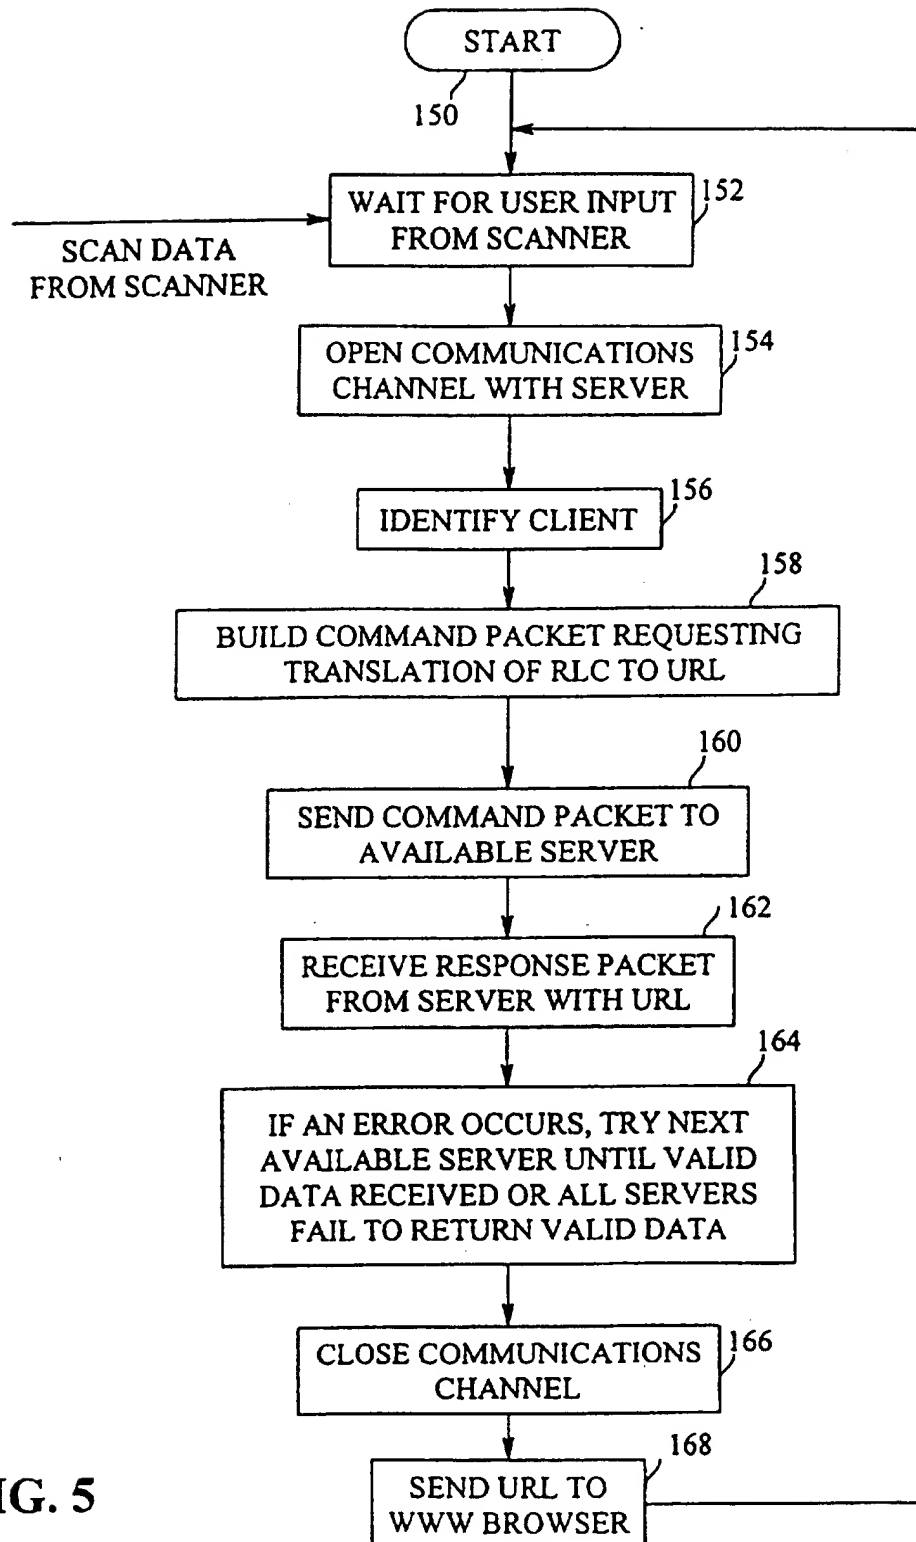 START
150
WAIT FOR USER INPUT
FROM SCANNER
152
SCAN DATA
FROM SCANNER
OPEN COMMUNICATIONS
CHANNEL WITH SERVER
154
IDENTIFY CLIENT
156
158
BUILD COMMAND PACKET REQUESTING
TRANSLATION OF RLC TO URL
160
SEND COMMAND PACKET TO
AVAILABLE SERVER
162
RECEIVE RESPONSE PACKET
FROM SERVER WITH URL
164
IF AN ERROR OCCURS, TRY NEXT
AVAILABLE SERVER UNTIL VALID
DATA RECEIVED OR ALL SERVERS
FAIL TO RETURN VALID DATA
CLOSE COMMUNICATIONS
CHANNEL
166
168
SEND URL TO
WWW BROWSER
IG. 5